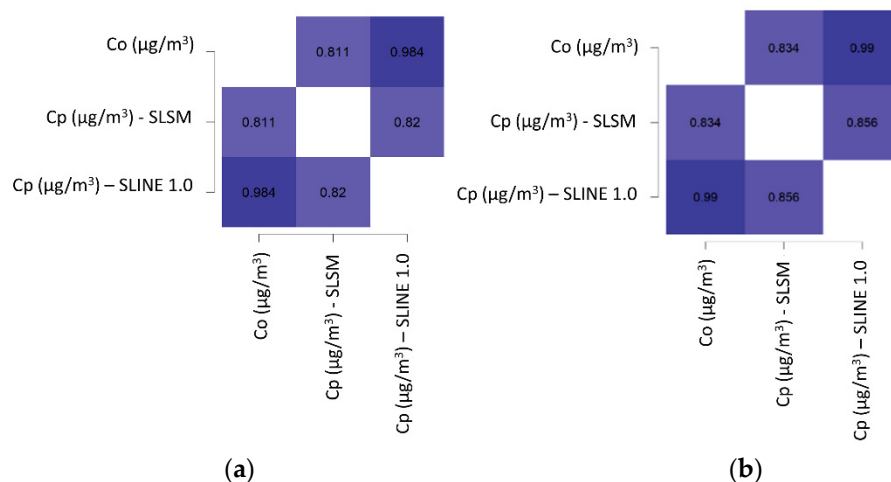 Co (µg/m³) 0.811 0.984
Cp (µg/m³) - SLSM 0.811 0.82
Cp (µg/m³) – SLINE 1.0 0.984 0.82
Co (µg/m³)
Cp (µg/m³) - SLSM
Cp (µg/m³) – SLINE 1.0
(a)
Co (µg/m³) 0.834 0.99
Cp (µg/m³) - SLSM 0.834 0.856
Cp (µg/m³) – SLINE 1.0 0.99 0.856
Co (µg/m³)
Cp (µg/m³) - SLSM
Cp (µg/m³) – SLINE 1.0
(b)